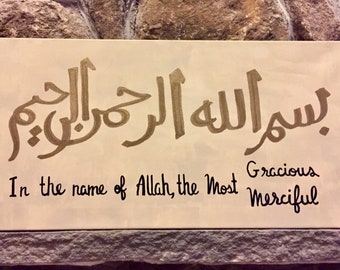 بسم الله الرحمن الرحيم
In the name of Allah, the Most Gracious
Merciful